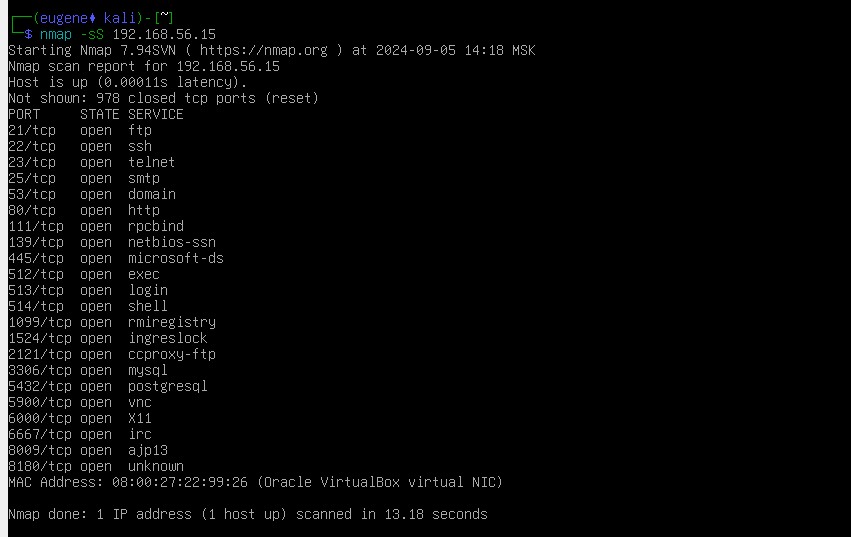 ┌──(eugene♦ kali)-[~]
└─$ nmap -sS 192.168.56.15
Starting Nmap 7.94SVN ( https://nmap.org ) at 2024-09-05 14:18 MSK
Nmap scan report for 192.168.56.15
Host is up (0.00011s latency).
Not shown: 978 closed tcp ports (reset)
PORT     STATE SERVICE
21/tcp   open  ftp
22/tcp   open  ssh
23/tcp   open  telnet
25/tcp   open  smtp
53/tcp   open  domain
80/tcp   open  http
111/tcp  open  rpcbind
139/tcp  open  netbios-ssn
445/tcp  open  microsoft-ds
512/tcp  open  exec
513/tcp  open  login
514/tcp  open  shell
1099/tcp open  rmiregistry
1524/tcp open  ingreslock
2121/tcp open  ccproxy-ftp
3306/tcp open  mysql
5432/tcp open  postgresql
5900/tcp open  vnc
6000/tcp open  X11
6667/tcp open  irc
8009/tcp open  ajp13
8180/tcp open  unknown
MAC Address: 08:00:27:22:99:26 (Oracle VirtualBox virtual NIC)
Nmap done: 1 IP address (1 host up) scanned in 13.18 seconds